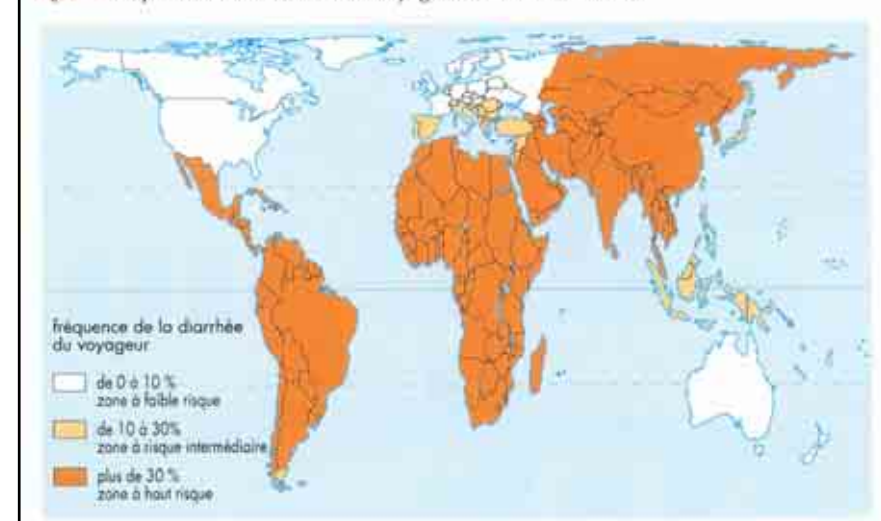 fréquence de la diarrhée
du voyageur
de 0 à 10 %
zone à faible risque
de 10 à 30%
zone à risque intermédiaire
plus de 30 %
zone à haut risque